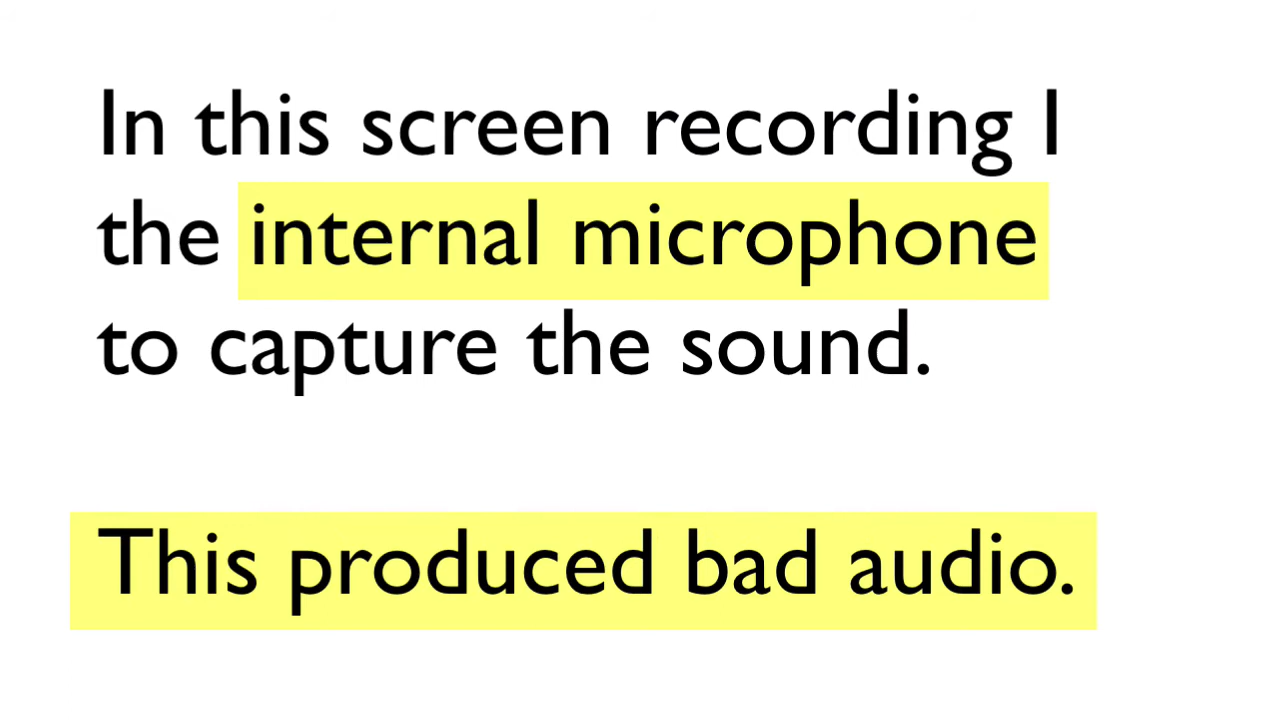 In this screen recording I
the internal microphone
to capture the sound.
This produced bad audio.